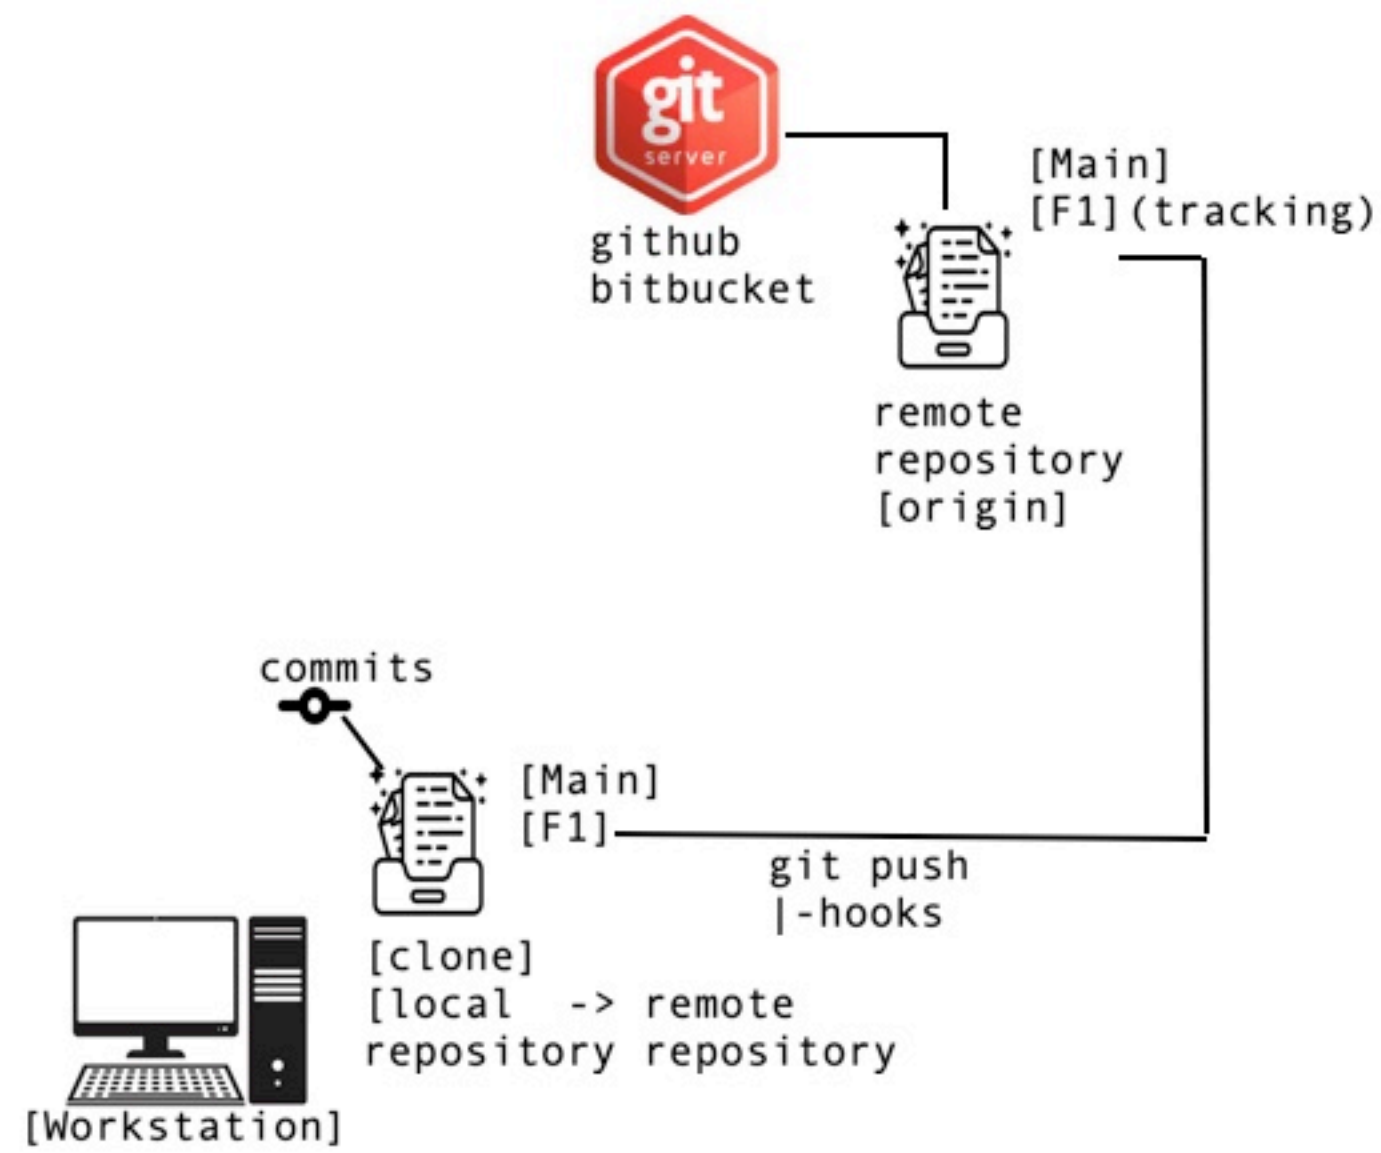 git
server
github
bitbucket
[Main]
[F1](tracking)
remote
repository
[origin]
commits
[Main]
[F1]
git push
|-hooks
[clone]
[local -> remote
repository repository
[Workstation]